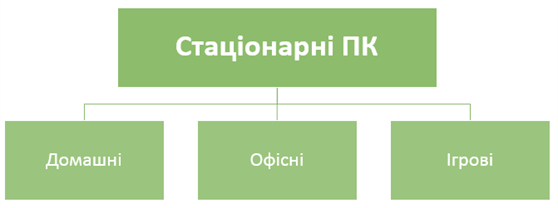 Стаціонарні ПК
Домашні
Офісні
Ігрові